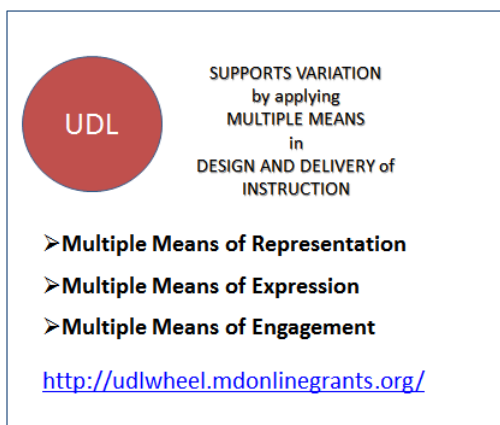 UDL
SUPPORTS VARIATION
by applying
MULTIPLE MEANS
in
DESIGN AND DELIVERY of
INSTRUCTION
➢Multiple Means of Representation
➢Multiple Means of Expression
➢Multiple Means of Engagement
http://udlwheel.mdonlinegrants.org/